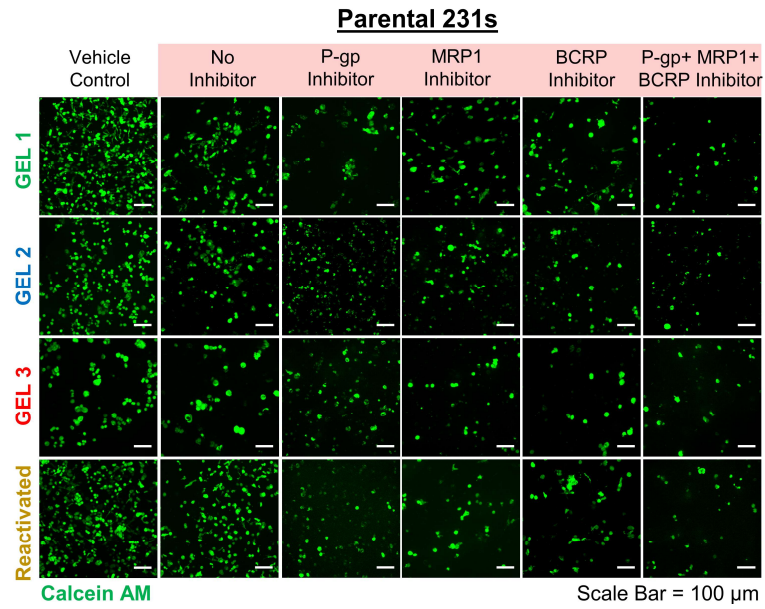 Parental 231s
Vehicle
Control
No
Inhibitor
P-gp
Inhibitor
MRP1
Inhibitor
BCRP
Inhibitor
P-gp+ MRP1+
BCRP Inhibitor
GEL 1
GEL 2
GEL 3
Reactivated
Calcein AM
Scale Bar = 100 µm